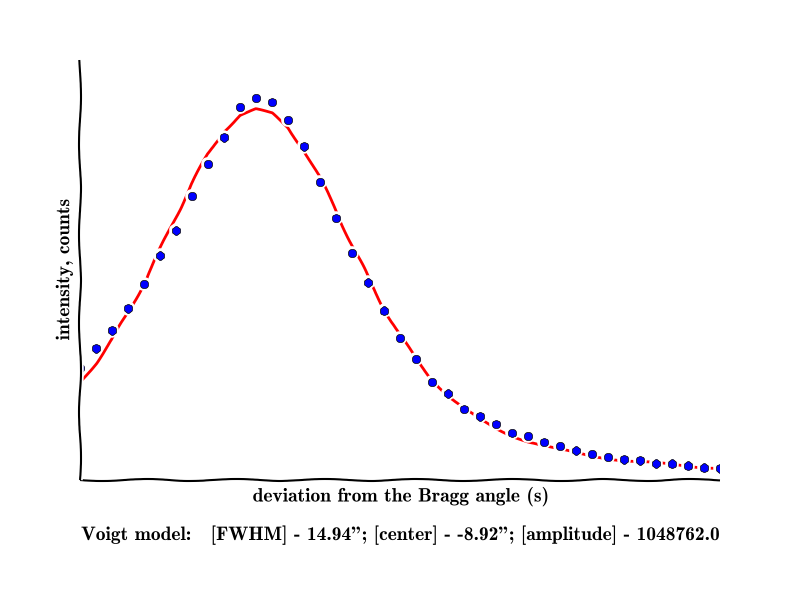 intensity, counts
deviation from the Bragg angle (s)
Voigt model: [FWHM] - 14.94”; [center] - -8.92”; [amplitude] - 1048762.0